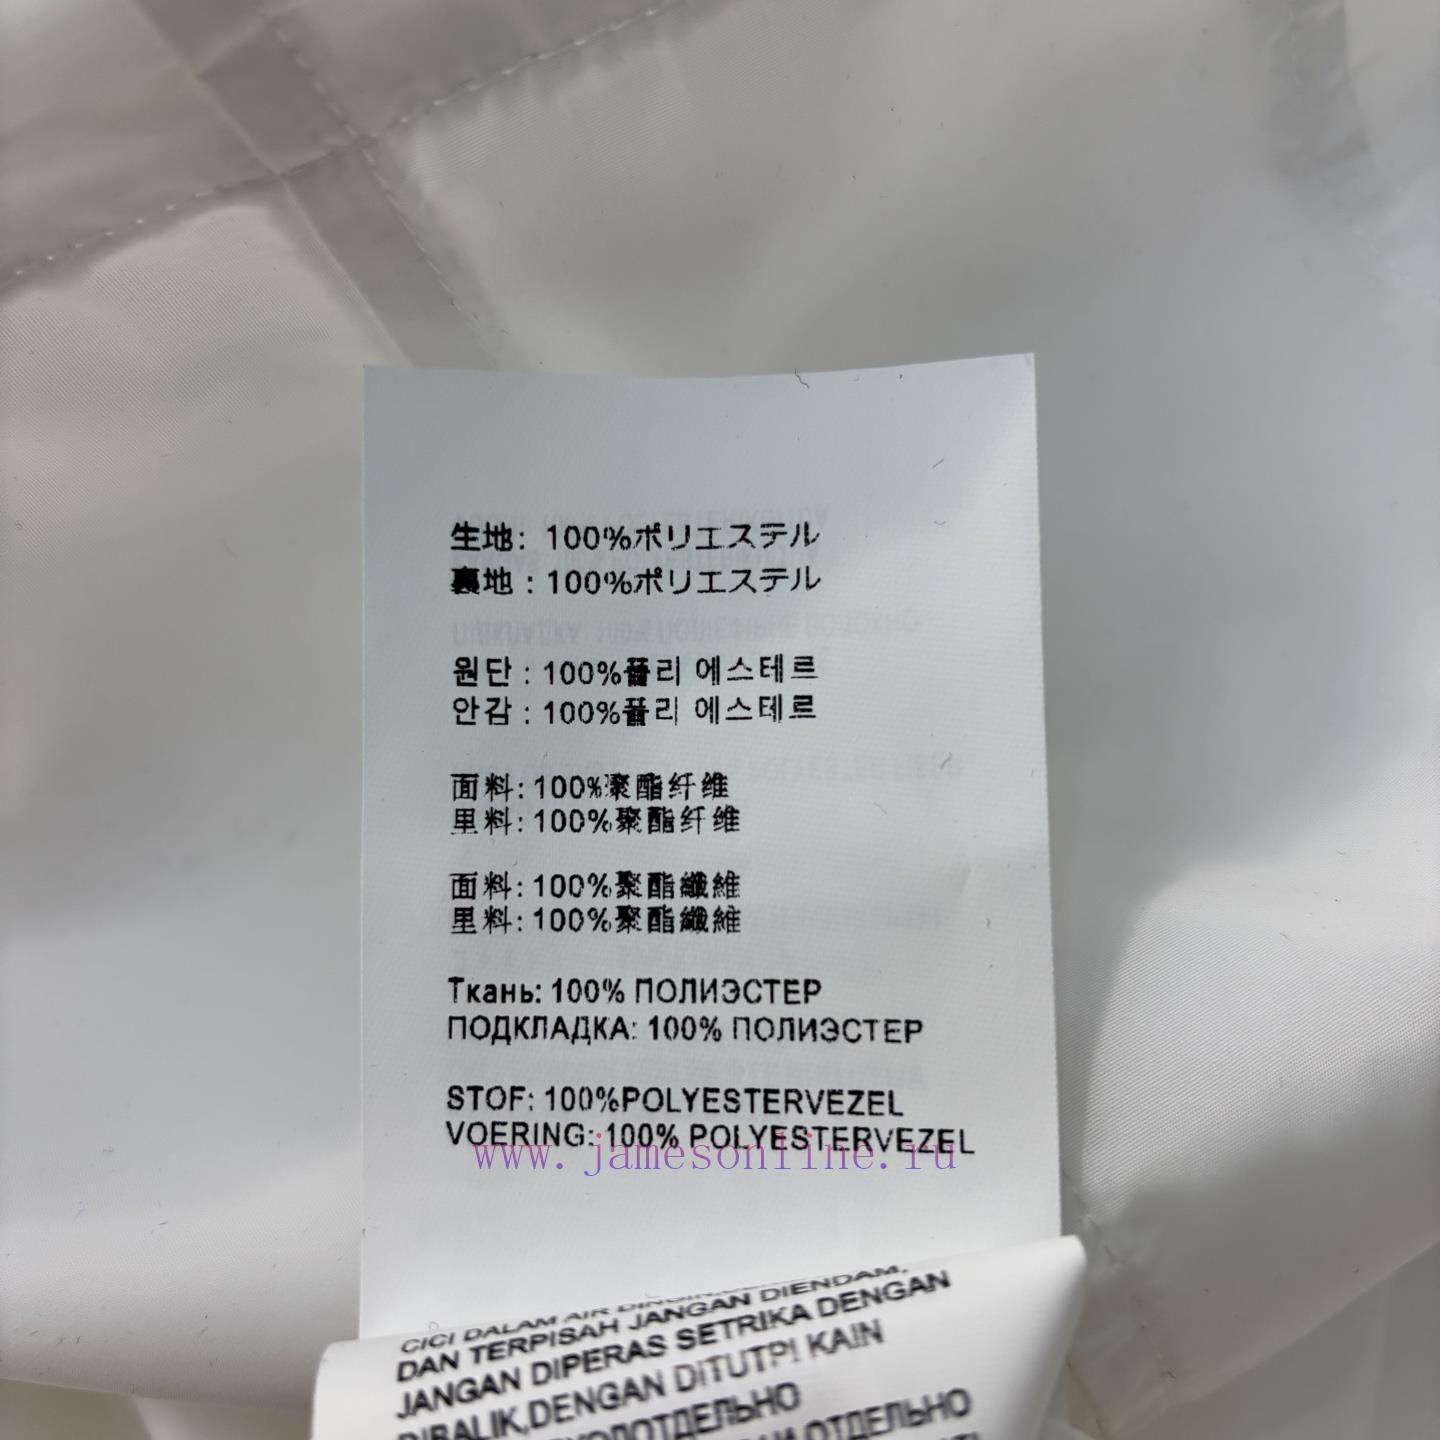 生地: 100%ポリエステル
裏地 : 100%ポリエステル
원단 : 100%폴리 에스테르
안감 : 100%폴리 에스테르
面料: 100%聚酯纤维
里料: 100%聚酯纤维
面料: 100%聚酯纖維
里料: 100%聚酯纖維
Ткань: 100% ПОЛИЭСТЕР
ПОДКЛАДКА: 100% ПОЛИЭСТЕР
STOF: 100%POLYESTERVEZEL
VOERING: 100% POLYESTERVEZEL
www.jamesonline.ru
CICI DALAM AIR
DAN TERPISAH JANGAN DIENDAM,
JANGAN DIPERAS SETRIKA DENGAN
DIBALIK,DENGAN DITUTPI KAIN
ОТДЕЛЬНО